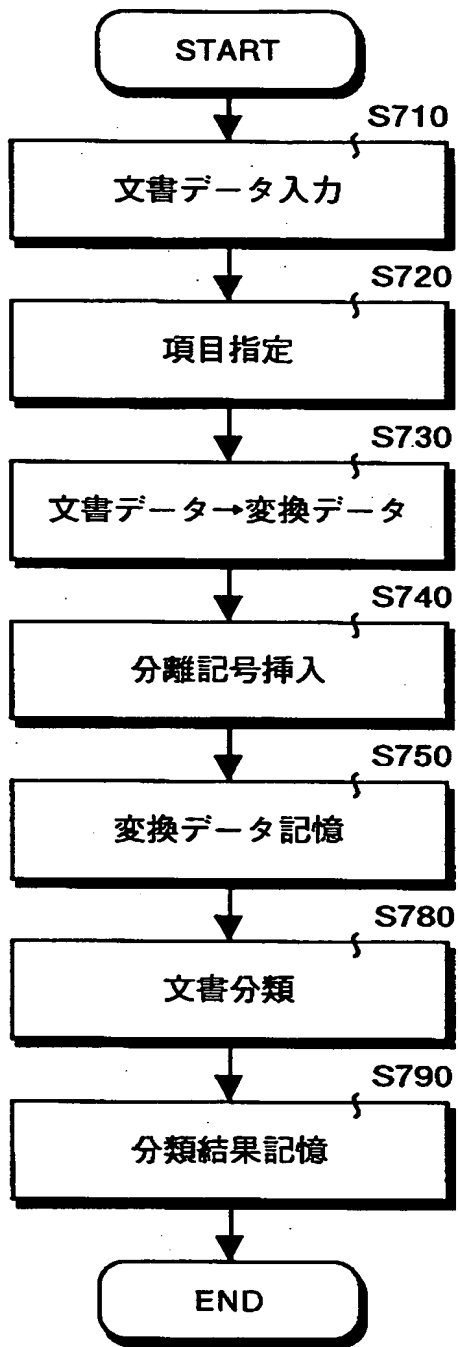 START
S710
文書データ入力
S720
項目指定
S730
文書データ→変換データ
S740
分離記号挿入
S750
変換データ記憶
S780
文書分類
S790
分類結果記憶
END